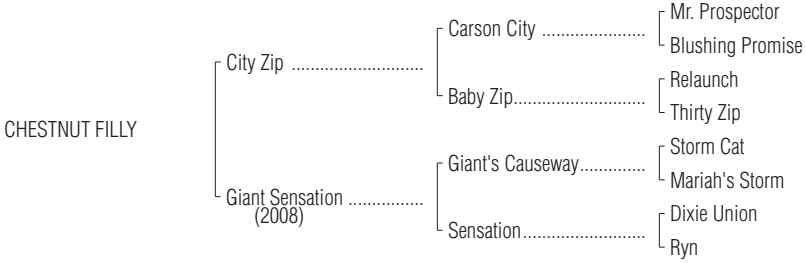 Mr. Prospector
Carson City ......................
Blushing Promise
City Zip ............................
Relaunch
Baby Zip............................
Thirty Zip
CHESTNUT FILLY
Storm Cat
Giant's Causeway..............
Mariah's Storm
Giant Sensation ................
(2008)
Dixie Union
Sensation..........................
Ryn